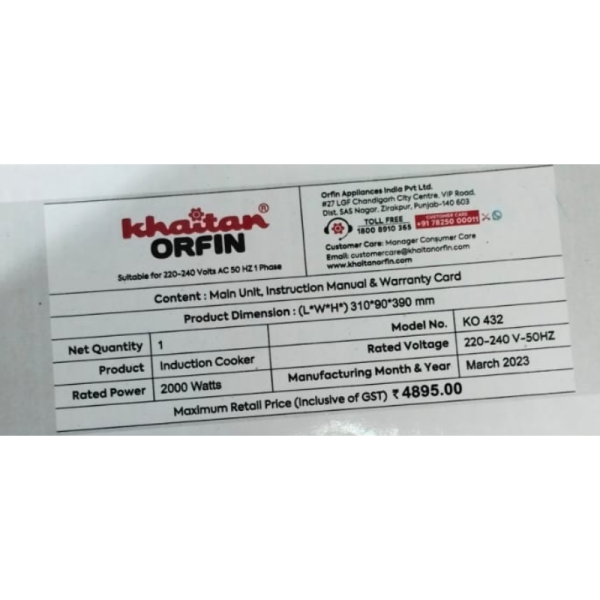 khaitan®
ORFIN
Suitable for 220-240 Volts AC 50 HZ 1 Phase
Orfin Appliances India Pvt Ltd.
#27 LGF Chandigarh City Centre, VIP Road,
Dist. SAS Nagar, Zirakpur, Punjab-140 603
TOLL FREE
1800 8910 365
CUSTOMER CARE
+91 78250 00011
Customer Care: Manager Consumer Care
Email: customercare@khaitanorfin.com
www.khaitanorfin.com
Content : Main Unit, Instruction Manual & Warranty Card
Product Dimension : (L*W*H*) 310*90*390 mm
Net Quantity 1 Model No. KO 432
Product Induction Cooker Rated Voltage 220-240 V-50HZ
Rated Power 2000 Watts Manufacturing Month & Year March 2023
Maximum Retail Price (Inclusive of GST) ₹ 4895.00